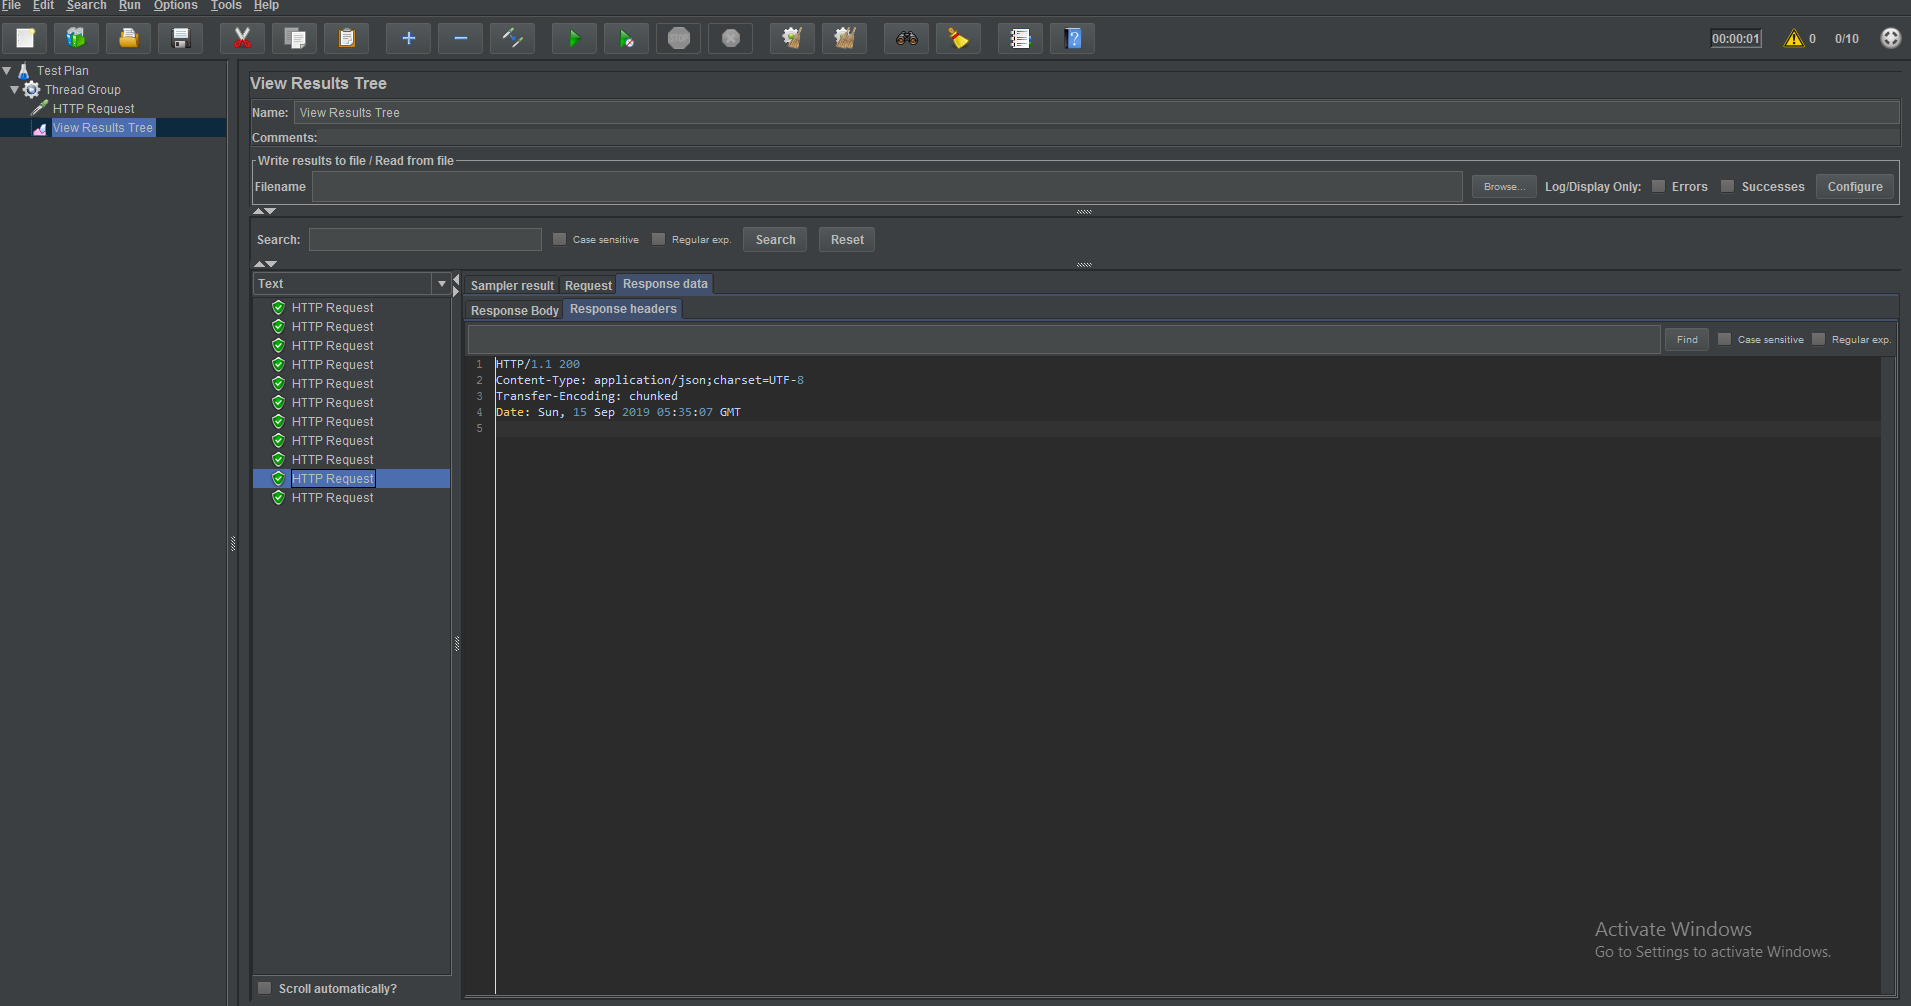 File Edit Search Run Options Tools Help
STOP
00:00:01 0 0/10
Test Plan
Thread Group
HTTP Request
View Results Tree
View Results Tree
Name: View Results Tree
Comments:
Write results to file / Read from file
Filename Browse... Log/Display Only: Errors Successes Configure
Search: Case sensitive Regular exp. Search Reset
Text
HTTP Request
HTTP Request
HTTP Request
HTTP Request
HTTP Request
HTTP Request
HTTP Request
HTTP Request
HTTP Request
HTTP Request
HTTP Request
Scroll automatically?
Sampler result Request Response data
Response Body Response headers
Find Case sensitive Regular exp.
1 HTTP/1.1 200
2 Content-Type: application/json;charset=UTF-8
3 Transfer-Encoding: chunked
4 Date: Sun, 15 Sep 2019 05:35:07 GMT
5
Activate Windows
Go to Settings to activate Windows.